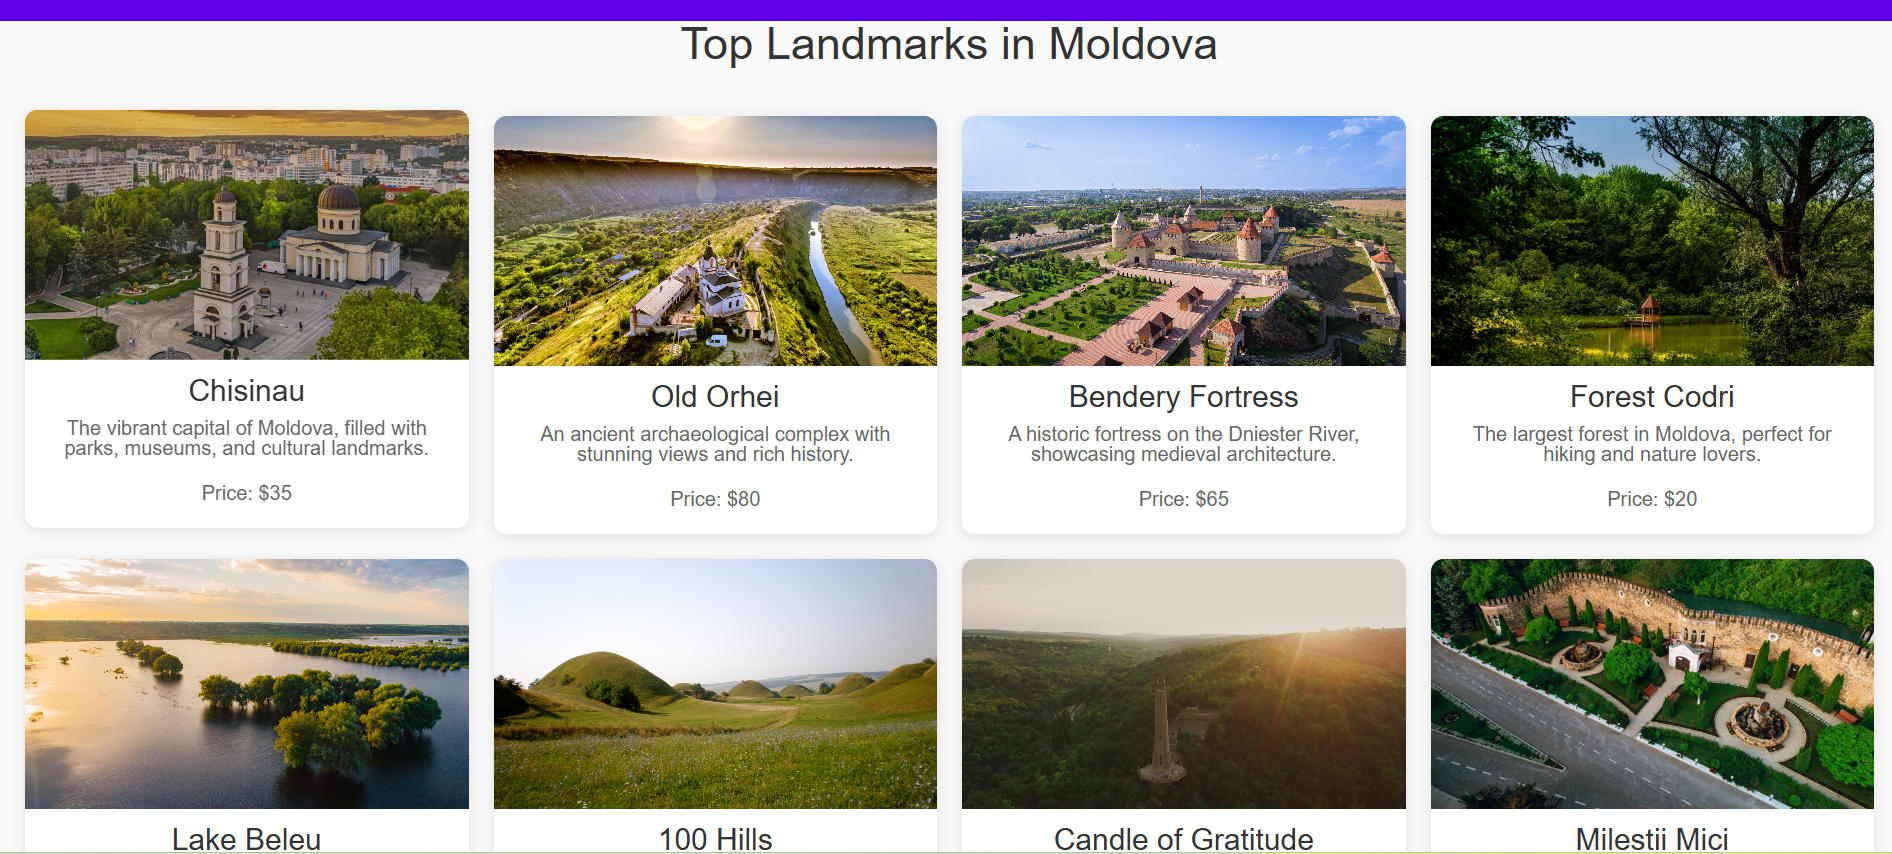 Top Landmarks in Moldova
Chisinau
The vibrant capital of Moldova, filled with
parks, museums, and cultural landmarks.
Price: $35
Old Orhei
An ancient archaeological complex with
stunning views and rich history.
Price: $80
Bendery Fortress
A historic fortress on the Dniester River,
showcasing medieval architecture.
Price: $65
Forest Codri
The largest forest in Moldova, perfect for
hiking and nature lovers.
Price: $20
Lake Beleu
100 Hills
Candle of Gratitude
Milestii Mici